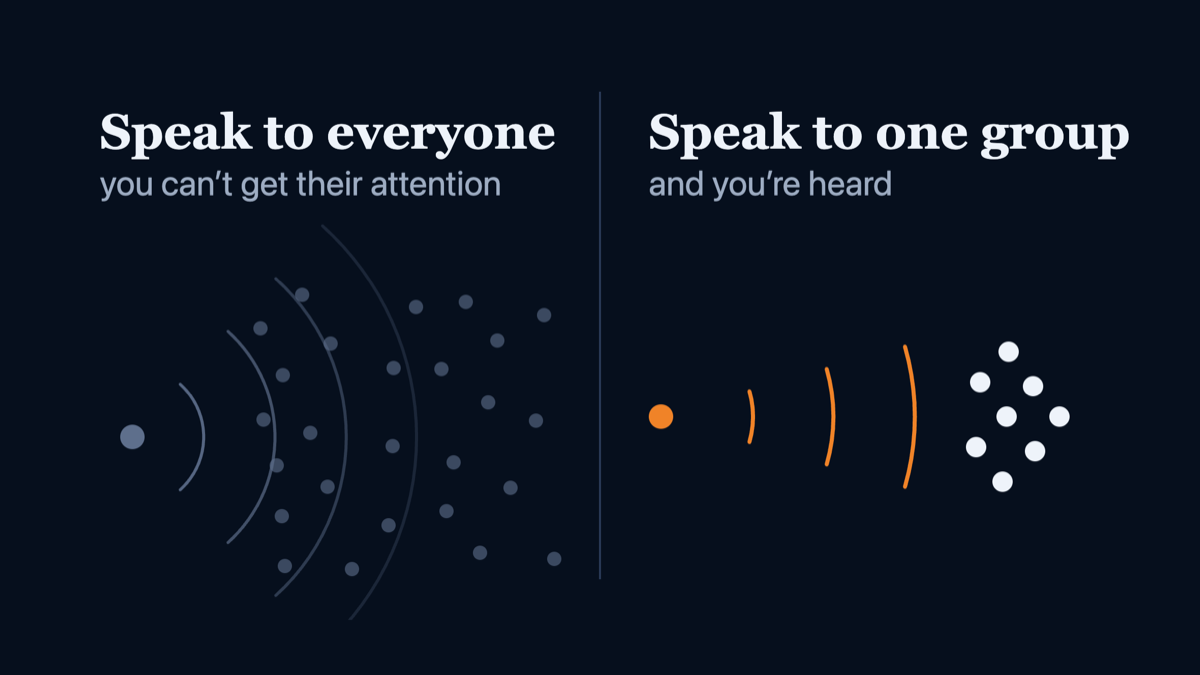 Speak to everyone
you can’t get their attention
Speak to one group
and you’re heard